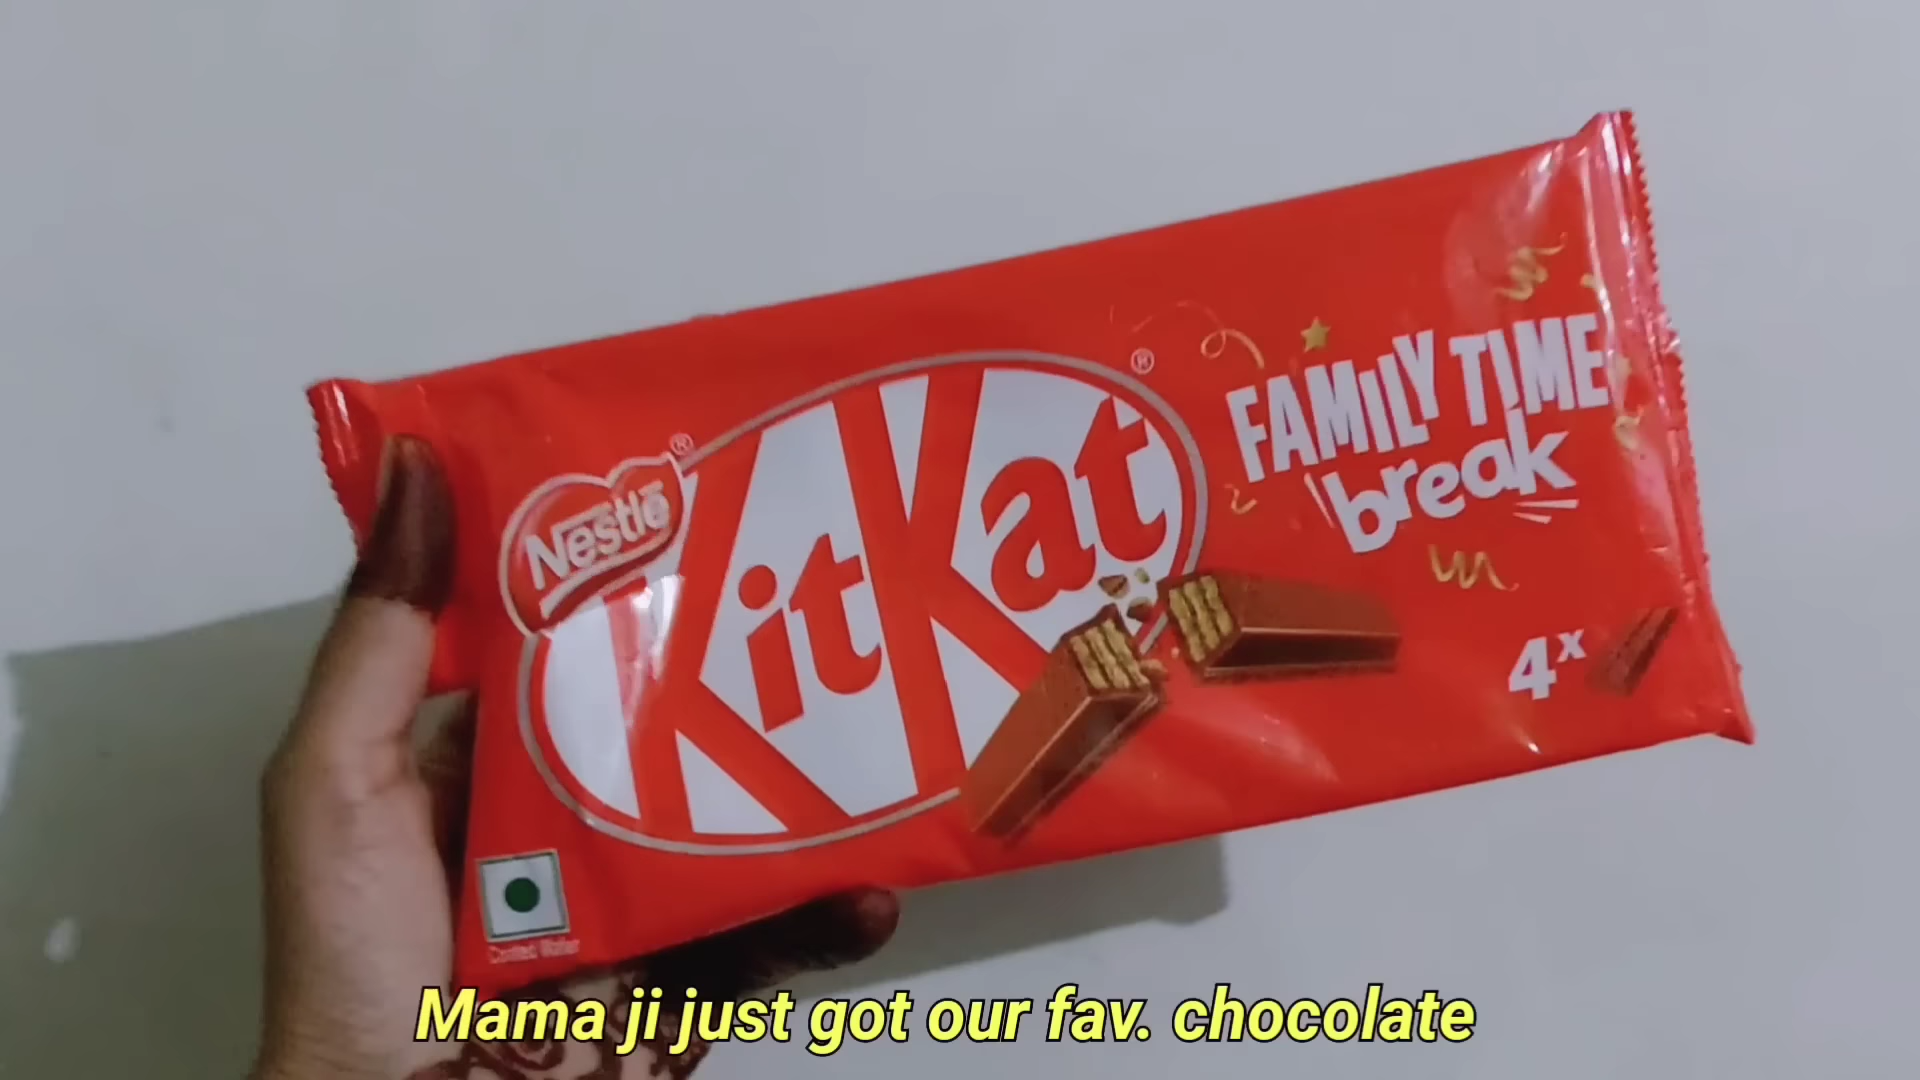 Nestlé®
KitKat®
FAMILY TIME
break
4x
Coated Wafer
Mama ji just got our fav. chocolate